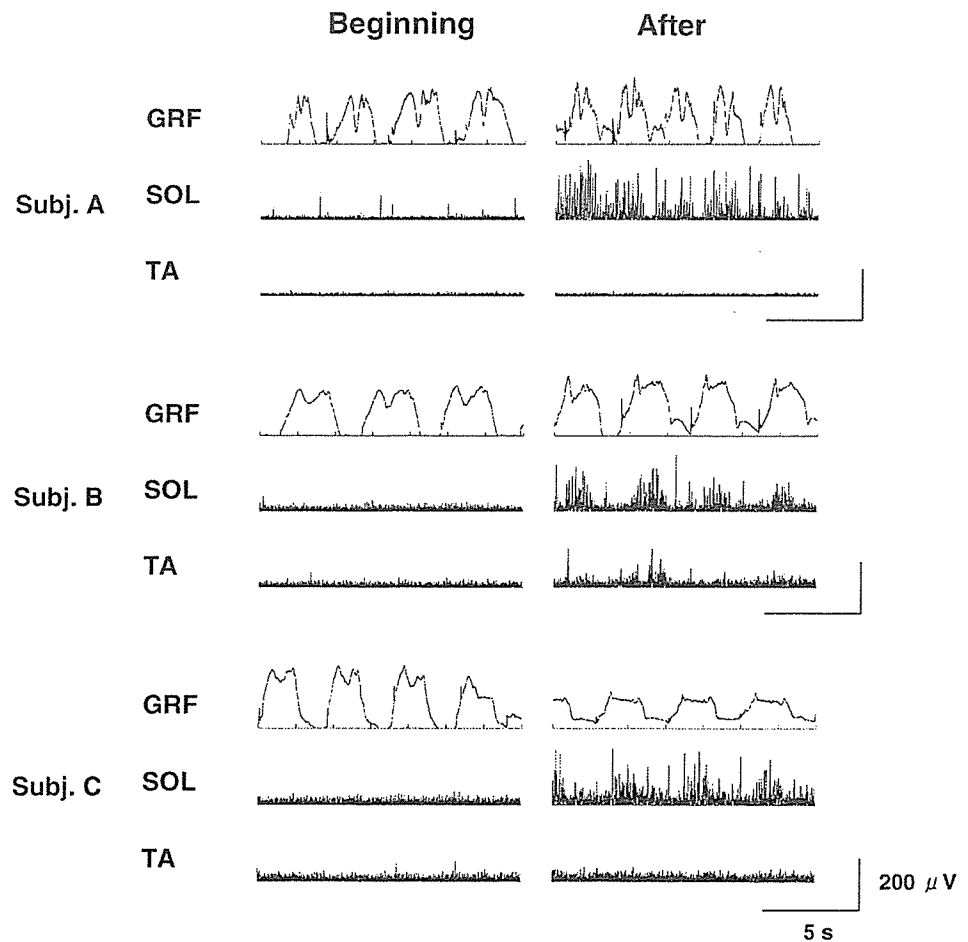 Beginning After
GRF
Subj. A SOL
TA
GRF
Subj. B SOL
TA
GRF
Subj. C SOL
TA
200 μV
5 s